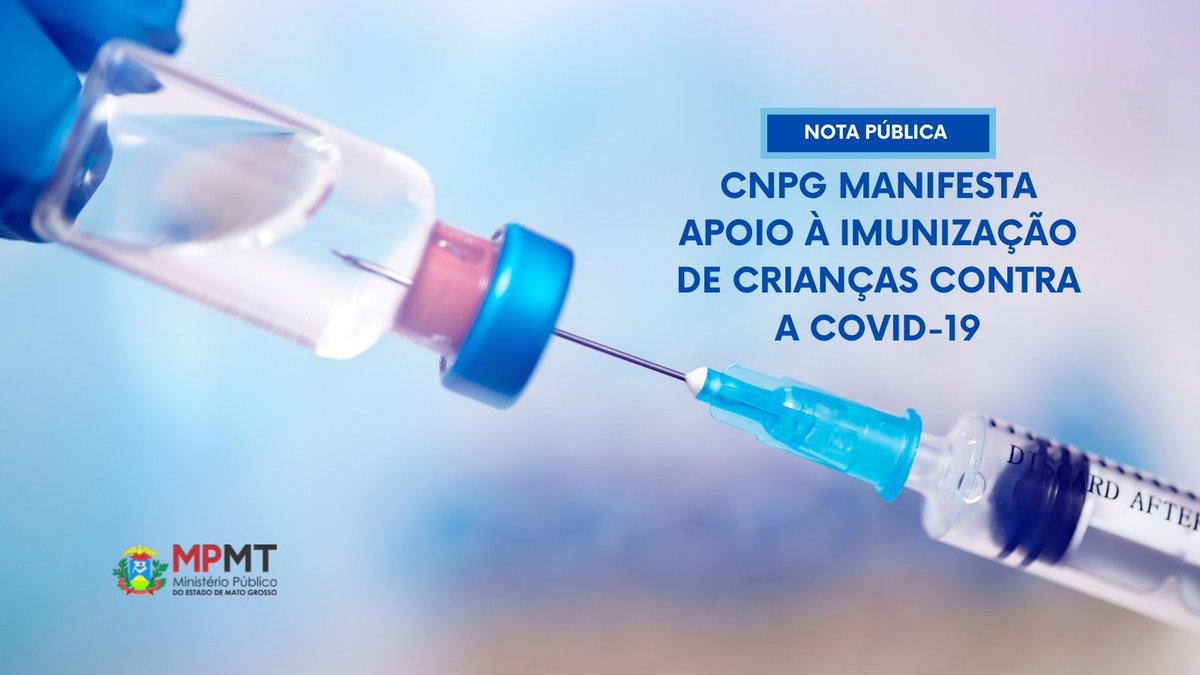 NOTA PÚBLICA
CNPG MANIFESTA
APOIO À IMUNIZAÇÃO
DE CRIANÇAS CONTRA
A COVID-19
DISCARD AFTER
MPMT
Ministério Público
DO ESTADO DE MATO GROSSO